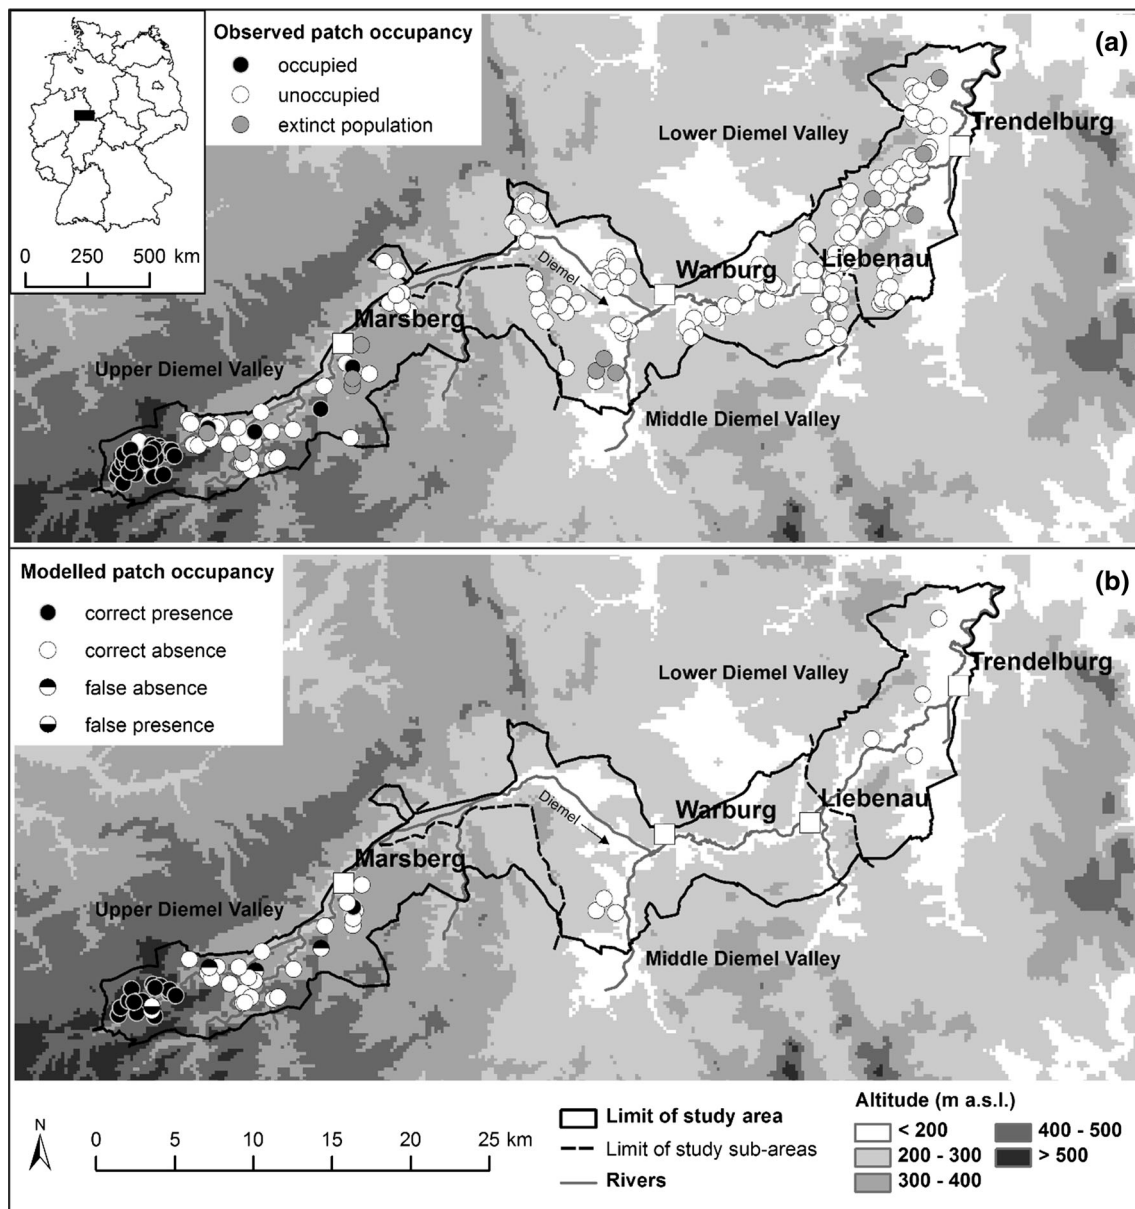 (a)
Observed patch occupancy
occupied
unoccupied
extinct population
0 250 500 km
Lower Diemel Valley
Trendelburg
Diemel
Warburg
Liebenau
Marsberg
Upper Diemel Valley
Middle Diemel Valley
(b)
Modelled patch occupancy
correct presence
correct absence
false absence
false presence
Lower Diemel Valley
Trendelburg
Diemel
Warburg
Liebenau
Marsberg
Upper Diemel Valley
Middle Diemel Valley
N
0 5 10 15 20 25 km
Limit of study area
Limit of study sub-areas
Rivers
Altitude (m a.s.l.)
< 200
200 - 300
300 - 400
400 - 500
> 500